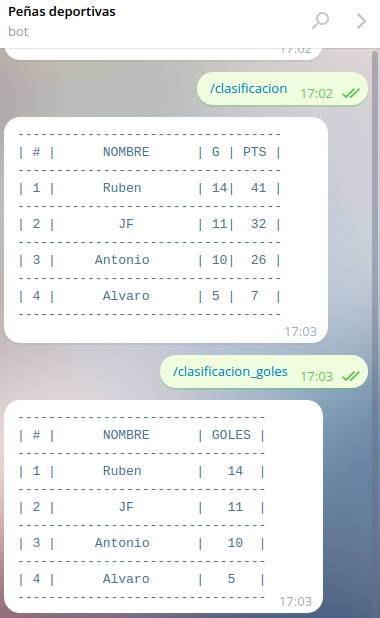 Peñas deportivas
bot
17:02
/clasificacion 17:02
----------------------------------
| # |      NOMBRE      | G | PTS |
----------------------------------
| 1 |      Ruben       | 14|  41 |
----------------------------------
| 2 |        JF        | 11|  32 |
----------------------------------
| 3 |     Antonio      | 10|  26 |
----------------------------------
| 4 |      Alvaro      | 5 |  7  |
----------------------------------
17:03
/clasificacion_goles 17:03
--------------------------------
| # |      NOMBRE      | GOLES |
--------------------------------
| 1 |      Ruben       |   14  |
--------------------------------
| 2 |        JF        |   11  |
--------------------------------
| 3 |     Antonio      |   10  |
--------------------------------
| 4 |      Alvaro      |   5   |
--------------------------------
17:03